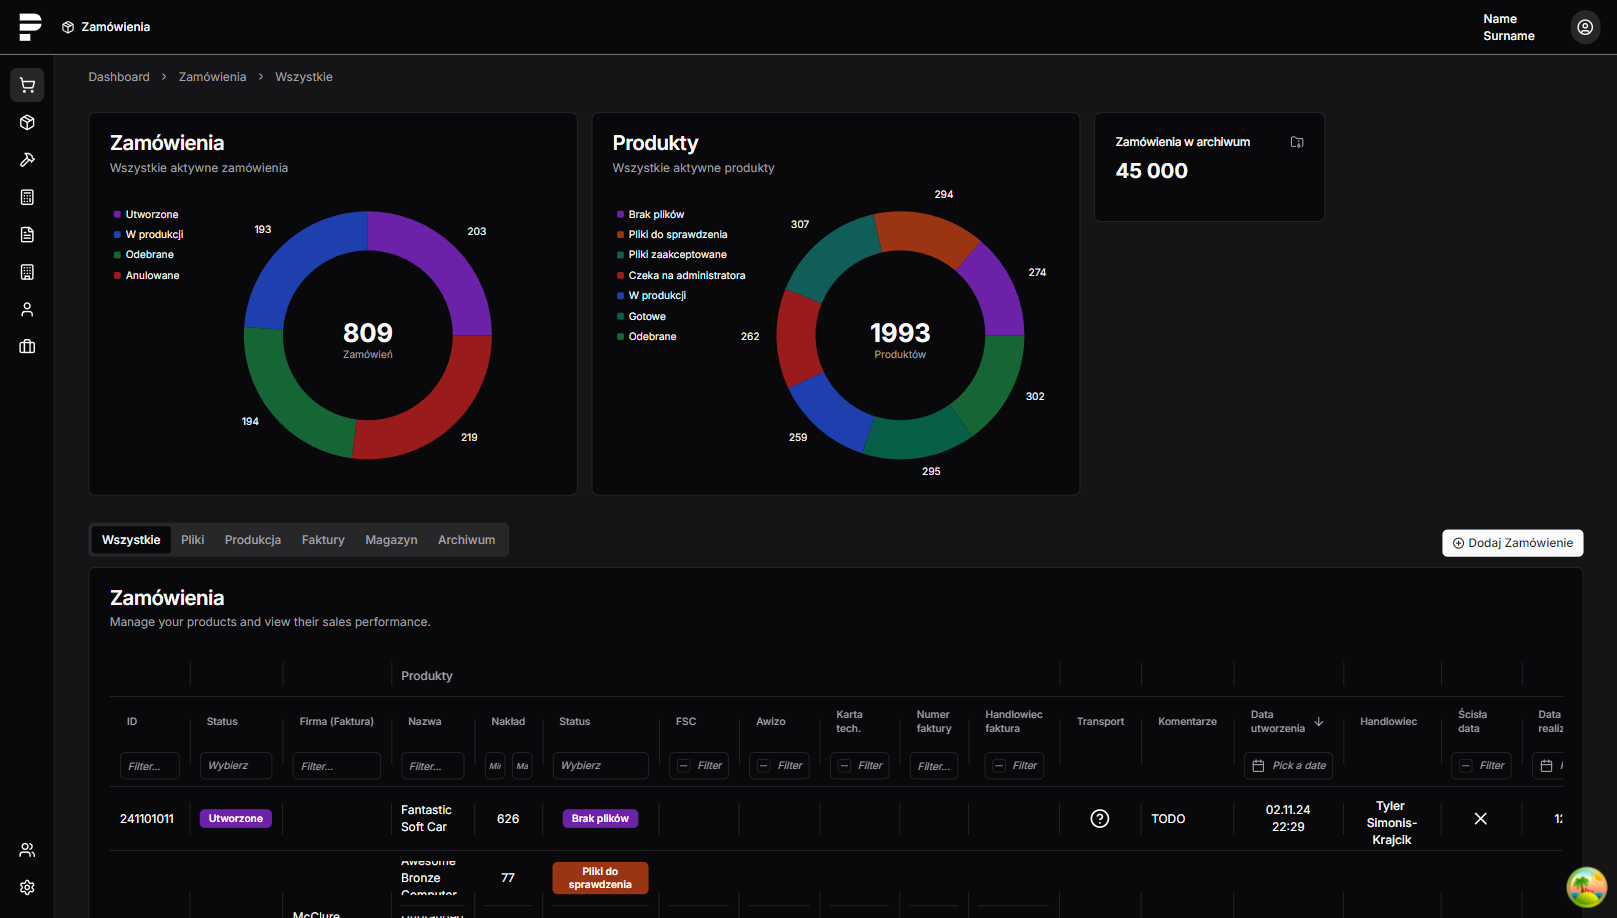 Zamówienia
Name
Surname
Dashboard > Zamówienia > Wszystkie
Zamówienia
Wszystkie aktywne zamówienia
Utworzone
W produkcji
Odebrane
Anulowane
193
203
194
219
809
Zamówień
Produkty
Wszystkie aktywne produkty
Brak plików
Pliki do sprawdzenia
Pliki zaakceptowane
Czeka na administratora
W produkcji
Gotowe
Odebrane
294
307
274
262
302
259
295
1993
Produktów
Zamówienia w archiwum
45 000
Wszystkie Pliki Produkcja Faktury Magazyn Archiwum
Dodaj Zamówienie
Zamówienia
Manage your products and view their sales performance.
Produkty
ID Status Firma (Faktura) Nazwa Nakład Status FSC Awizo Karta tech. Numer faktury Handlowiec faktura Transport Komentarze Data utworzenia Handlowiec Ścisła data Data
Filter... Wybierz Filter... Filter... Wybierz Filter Filter Filter Filter... Filter Pick a date Filter
241101011 Utworzone Fantastic Soft Car 626 Brak plików TODO 02.11.24 22:29 Tyler Simonis-Krajcik
Awesome Bronze Computer 77 Pliki do sprawdzenia
McClure